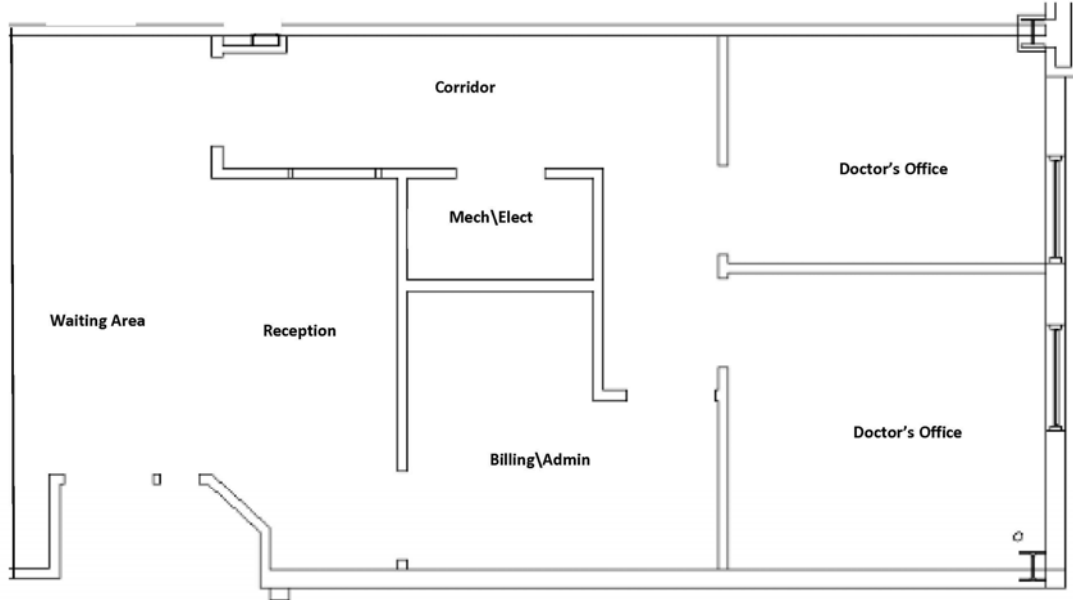 Corridor
Doctor's Office
Mech\Elect
Waiting Area
Reception
Doctor's Office
Billing\Admin